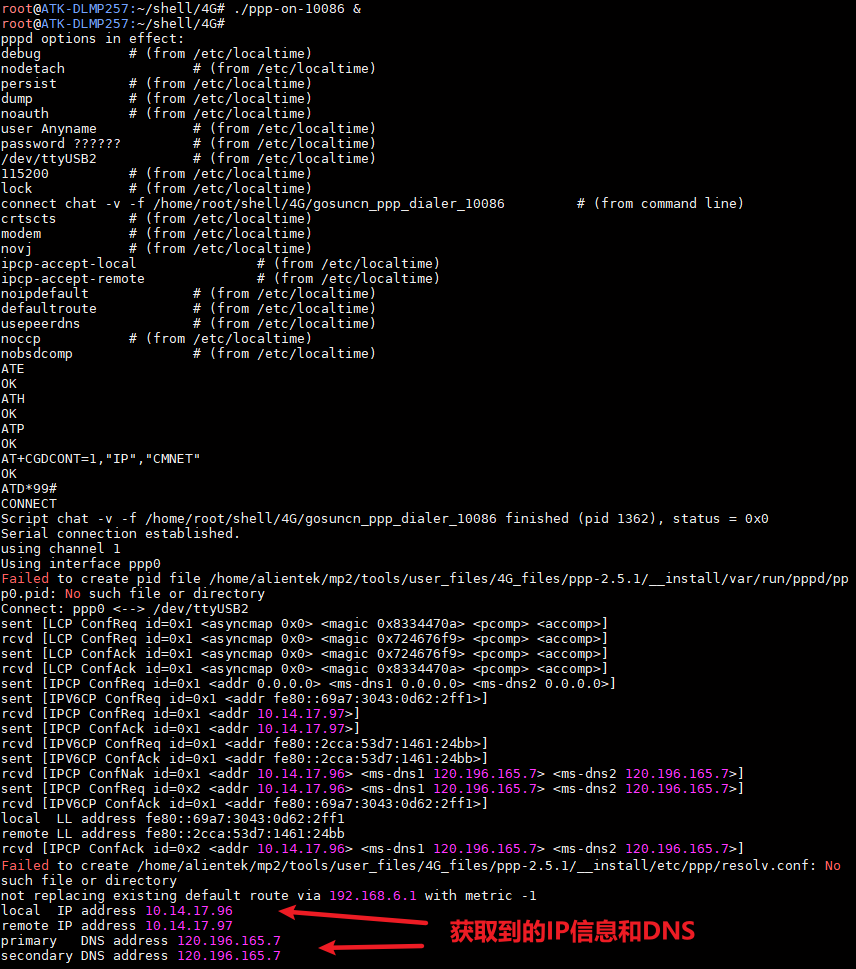 root@ATK-DLMP257:~/shell/4G# ./ppp-on-10086 &
root@ATK-DLMP257:~/shell/4G#
pppd options in effect:
debug # (from /etc/localtime)
nodetach # (from /etc/localtime)
persist # (from /etc/localtime)
dump # (from /etc/localtime)
noauth # (from /etc/localtime)
user Anyname # (from /etc/localtime)
password ?????? # (from /etc/localtime)
/dev/ttyUSB2 # (from /etc/localtime)
115200 # (from /etc/localtime)
lock # (from /etc/localtime)
connect chat -v -f /home/root/shell/4G/gosuncn_ppp_dialer_10086 # (from command line)
crtscts # (from /etc/localtime)
modem # (from /etc/localtime)
novj # (from /etc/localtime)
ipcp-accept-local # (from /etc/localtime)
ipcp-accept-remote # (from /etc/localtime)
noipdefault # (from /etc/localtime)
defaultroute # (from /etc/localtime)
usepeerdns # (from /etc/localtime)
noccp # (from /etc/localtime)
nobsdcomp # (from /etc/localtime)
ATE
OK
ATH
OK
ATP
OK
AT+CGDCONT=1,"IP","CMNET"
OK
ATD*99#
CONNECT
Script chat -v -f /home/root/shell/4G/gosuncn_ppp_dialer_10086 finished (pid 1362), status = 0x0
Serial connection established.
using channel 1
Using interface ppp0
Failed to create pid file /home/alientek/mp2/tools/user_files/4G_files/ppp-2.5.1/__install/var/run/pppd/pp
p0.pid: No such file or directory
Connect: ppp0 <--> /dev/ttyUSB2
sent [LCP ConfReq id=0x1 <asyncmap 0x0> <magic 0x8334470a> <pcomp> <accomp>]
rcvd [LCP ConfReq id=0x1 <asyncmap 0x0> <magic 0x724676f9> <pcomp> <accomp>]
sent [LCP ConfAck id=0x1 <asyncmap 0x0> <magic 0x724676f9> <pcomp> <accomp>]
rcvd [LCP ConfAck id=0x1 <asyncmap 0x0> <magic 0x8334470a> <pcomp> <accomp>]
sent [IPCP ConfReq id=0x1 <addr 0.0.0.0> <ms-dns1 0.0.0.0> <ms-dns2 0.0.0.0>]
sent [IPV6CP ConfReq id=0x1 <addr fe80::69a7:3043:0d62:2ff1>]
rcvd [IPCP ConfReq id=0x1 <addr 10.14.17.97>]
sent [IPCP ConfAck id=0x1 <addr 10.14.17.97>]
rcvd [IPV6CP ConfReq id=0x1 <addr fe80::2cca:53d7:1461:24bb>]
sent [IPV6CP ConfAck id=0x1 <addr fe80::2cca:53d7:1461:24bb>]
rcvd [IPCP ConfNak id=0x1 <addr 10.14.17.96> <ms-dns1 120.196.165.7> <ms-dns2 120.196.165.7>]
sent [IPCP ConfReq id=0x2 <addr 10.14.17.96> <ms-dns1 120.196.165.7> <ms-dns2 120.196.165.7>]
rcvd [IPV6CP ConfAck id=0x1 <addr fe80::69a7:3043:0d62:2ff1>]
local LL address fe80::69a7:3043:0d62:2ff1
remote LL address fe80::2cca:53d7:1461:24bb
rcvd [IPCP ConfAck id=0x2 <addr 10.14.17.96> <ms-dns1 120.196.165.7> <ms-dns2 120.196.165.7>]
Failed to create /home/alientek/mp2/tools/user_files/4G_files/ppp-2.5.1/__install/etc/ppp/resolv.conf: No
such file or directory
not replacing existing default route via 192.168.6.1 with metric -1
local IP address 10.14.17.96
remote IP address 10.14.17.97
获取到的IP信息和DNS
primary DNS address 120.196.165.7
secondary DNS address 120.196.165.7